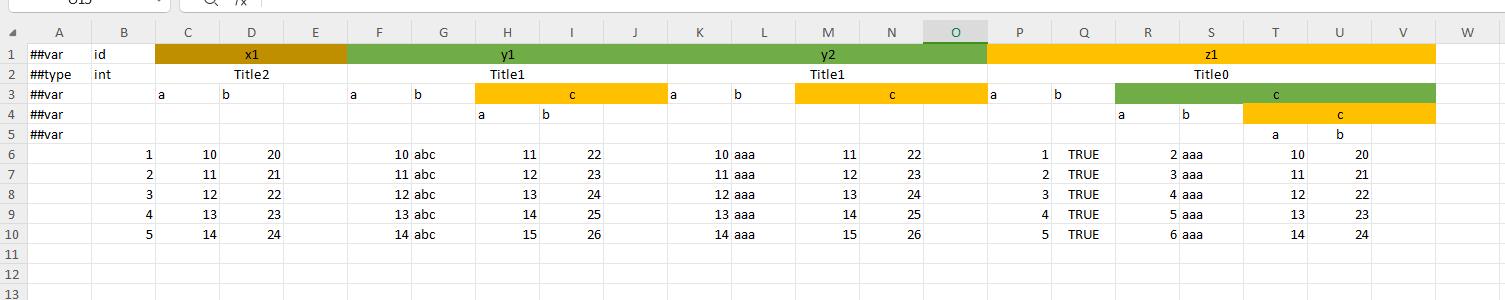 A B C D E F G H I J K L M N O P Q R S T U V W
1 ##var id x1 y1 y2 z1
2 ##type int Title2 Title1 Title1 Title0
3 ##var a b a b c a b c a b c
4 ##var a b a b c
5 ##var a b
6 1 10 20 10 abc 11 22 10 aaa 11 22 1 TRUE 2 aaa 10 20
7 2 11 21 11 abc 12 23 11 aaa 12 23 2 TRUE 3 aaa 11 21
8 3 12 22 12 abc 13 24 12 aaa 13 24 3 TRUE 4 aaa 12 22
9 4 13 23 13 abc 14 25 13 aaa 14 25 4 TRUE 5 aaa 13 23
10 5 14 24 14 abc 15 26 14 aaa 15 26 5 TRUE 6 aaa 14 24
11
12
13